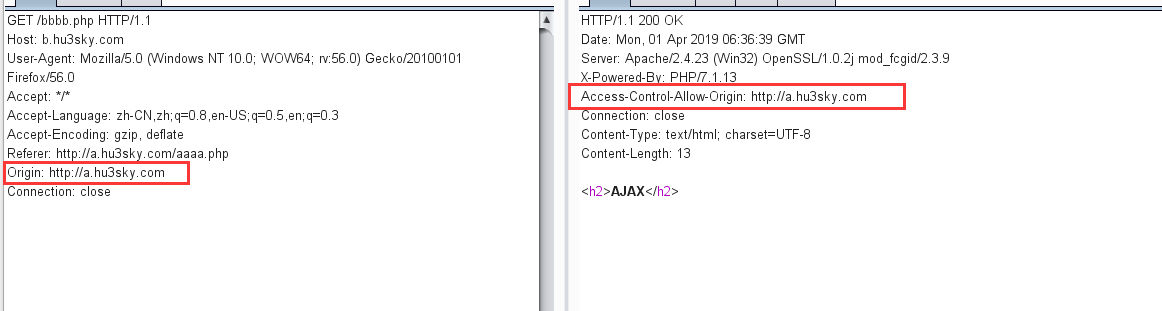 GET /bbbb.php HTTP/1.1
Host: b.hu3sky.com
User-Agent: Mozilla/5.0 (Windows NT 10.0; WOW64; rv:56.0) Gecko/20100101
Firefox/56.0
Accept: */*
Accept-Language: zh-CN,zh;q=0.8,en-US;q=0.5,en;q=0.3
Accept-Encoding: gzip, deflate
Referer: http://a.hu3sky.com/aaaa.php
Origin: http://a.hu3sky.com
Connection: close
HTTP/1.1 200 OK
Date: Mon, 01 Apr 2019 06:36:39 GMT
Server: Apache/2.4.23 (Win32) OpenSSL/1.0.2j mod_fcgid/2.3.9
X-Powered-By: PHP/7.1.13
Access-Control-Allow-Origin: http://a.hu3sky.com
Connection: close
Content-Type: text/html; charset=UTF-8
Content-Length: 13
<h2>AJAX</h2>